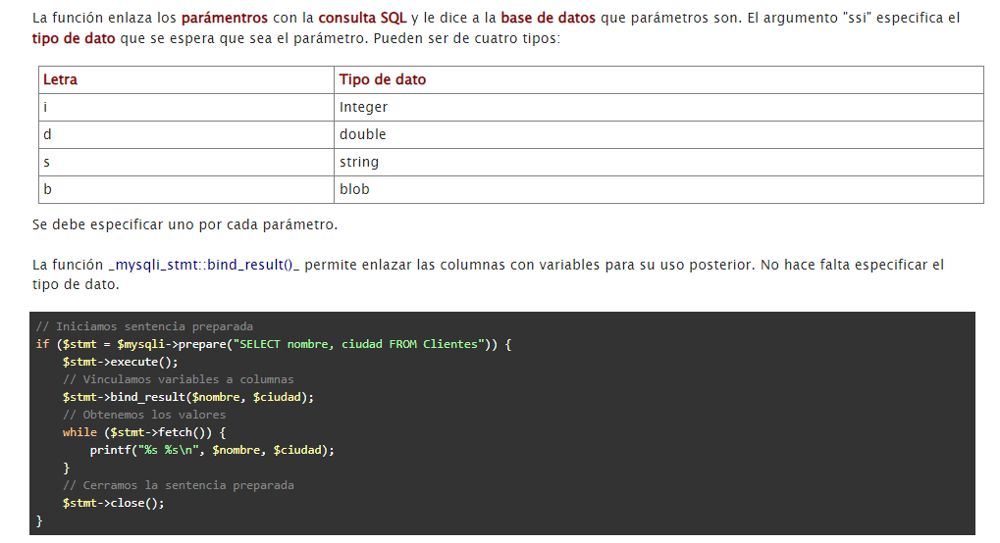 La función enlaza los parámentros con la consulta SQL y le dice a la base de datos que parámetros son. El argumento "ssi" especifica el
tipo de dato que se espera que sea el parámetro. Pueden ser de cuatro tipos:
Letra Tipo de dato
i Integer
d double
s string
b blob
Se debe especificar uno por cada parámetro.
La función _mysqli_stmt::bind_result()_ permite enlazar las columnas con variables para su uso posterior. No hace falta especificar el
tipo de dato.
// Iniciamos sentencia preparada
if ($stmt = $mysqli->prepare("SELECT nombre, ciudad FROM Clientes")) {
    $stmt->execute();
    // Vinculamos variables a columnas
    $stmt->bind_result($nombre, $ciudad);
    // Obtenemos los valores
    while ($stmt->fetch()) {
        printf("%s %s\n", $nombre, $ciudad);
    }
    // Cerramos la sentencia preparada
    $stmt->close();
}